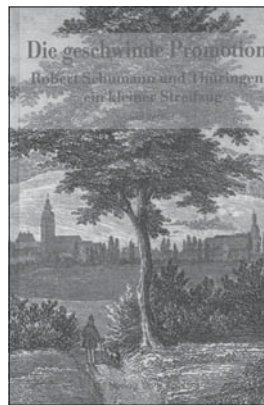 Die geschwinde Promotion
Robert Schumann und Thüringen
ein kleiner Streifzug